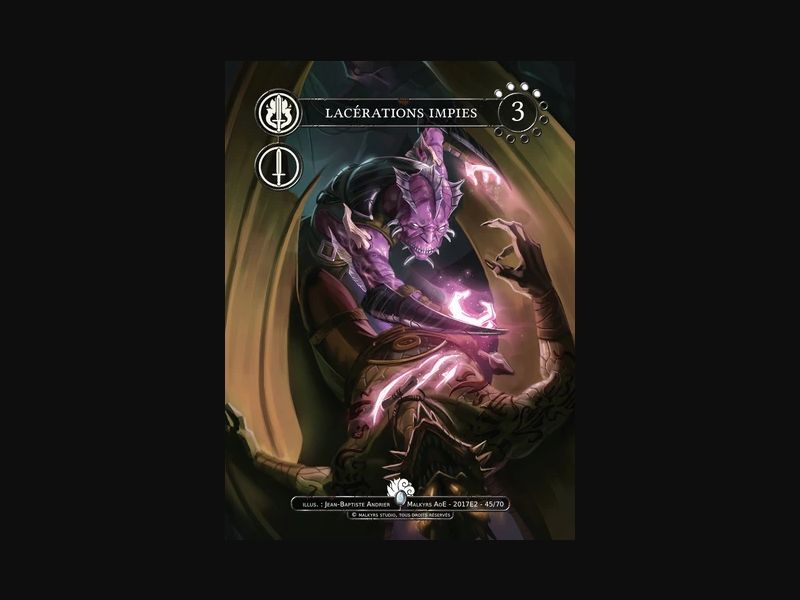 LACÉRATIONS IMPIES
3
ILLUS. : JEAN-BAPTISTE ANDRIER MALKYRS AOE - 2017E2 - 45/70
© MALKYRS STUDIO, TOUS DROITS RÉSERVÉS